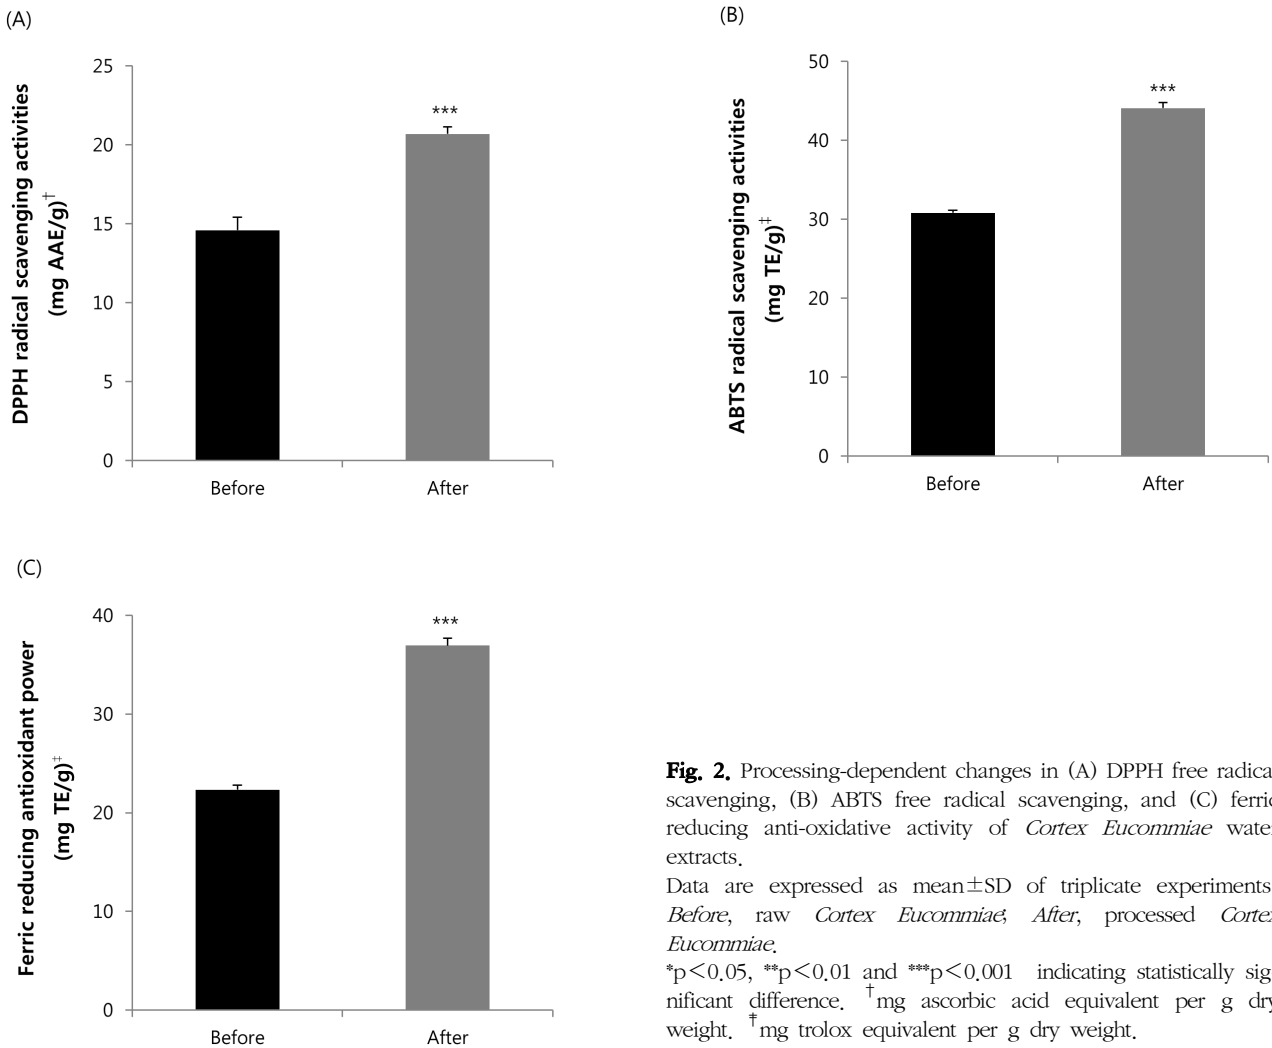 (A)
DPPH radical scavenging activities
(mg AAE/g)†
25
20
15
10
5
0
***
Before
After
(B)
ABTS radical scavenging activities
(mg TE/g)‡
50
40
30
20
10
0
***
Before
After
(C)
Ferric reducing antioxidant power
(mg TE/g)‡
40
30
20
10
0
***
Before
After
Fig. 2. Processing-dependent changes in (A) DPPH free radical
scavenging, (B) ABTS free radical scavenging, and (C) ferric
reducing anti-oxidative activity of Cortex Eucommiae water
extracts.
Data are expressed as mean±SD of triplicate experiments.
Before, raw Cortex Eucommiae; After, processed Cortex
Eucommiae.
*p<0.05, **p<0.01 and ***p<0.001 indicating statistically sig-
nificant difference. †mg ascorbic acid equivalent per g dry
weight. ‡mg trolox equivalent per g dry weight.